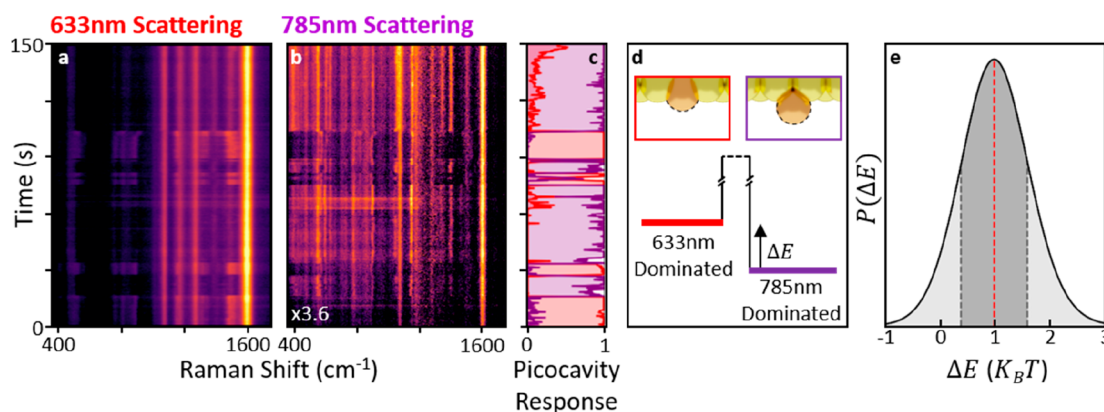 633nm Scattering
785nm Scattering
a
b
c
d
e
150
Time (s)
0
x3.6
400
1600
400
1600
0
1
Raman Shift (cm⁻¹)
Picocavity
Response
633nm
Dominated
ΔE
785nm
Dominated
P(ΔE)
-1
0
1
2
3
ΔE (K_BT)